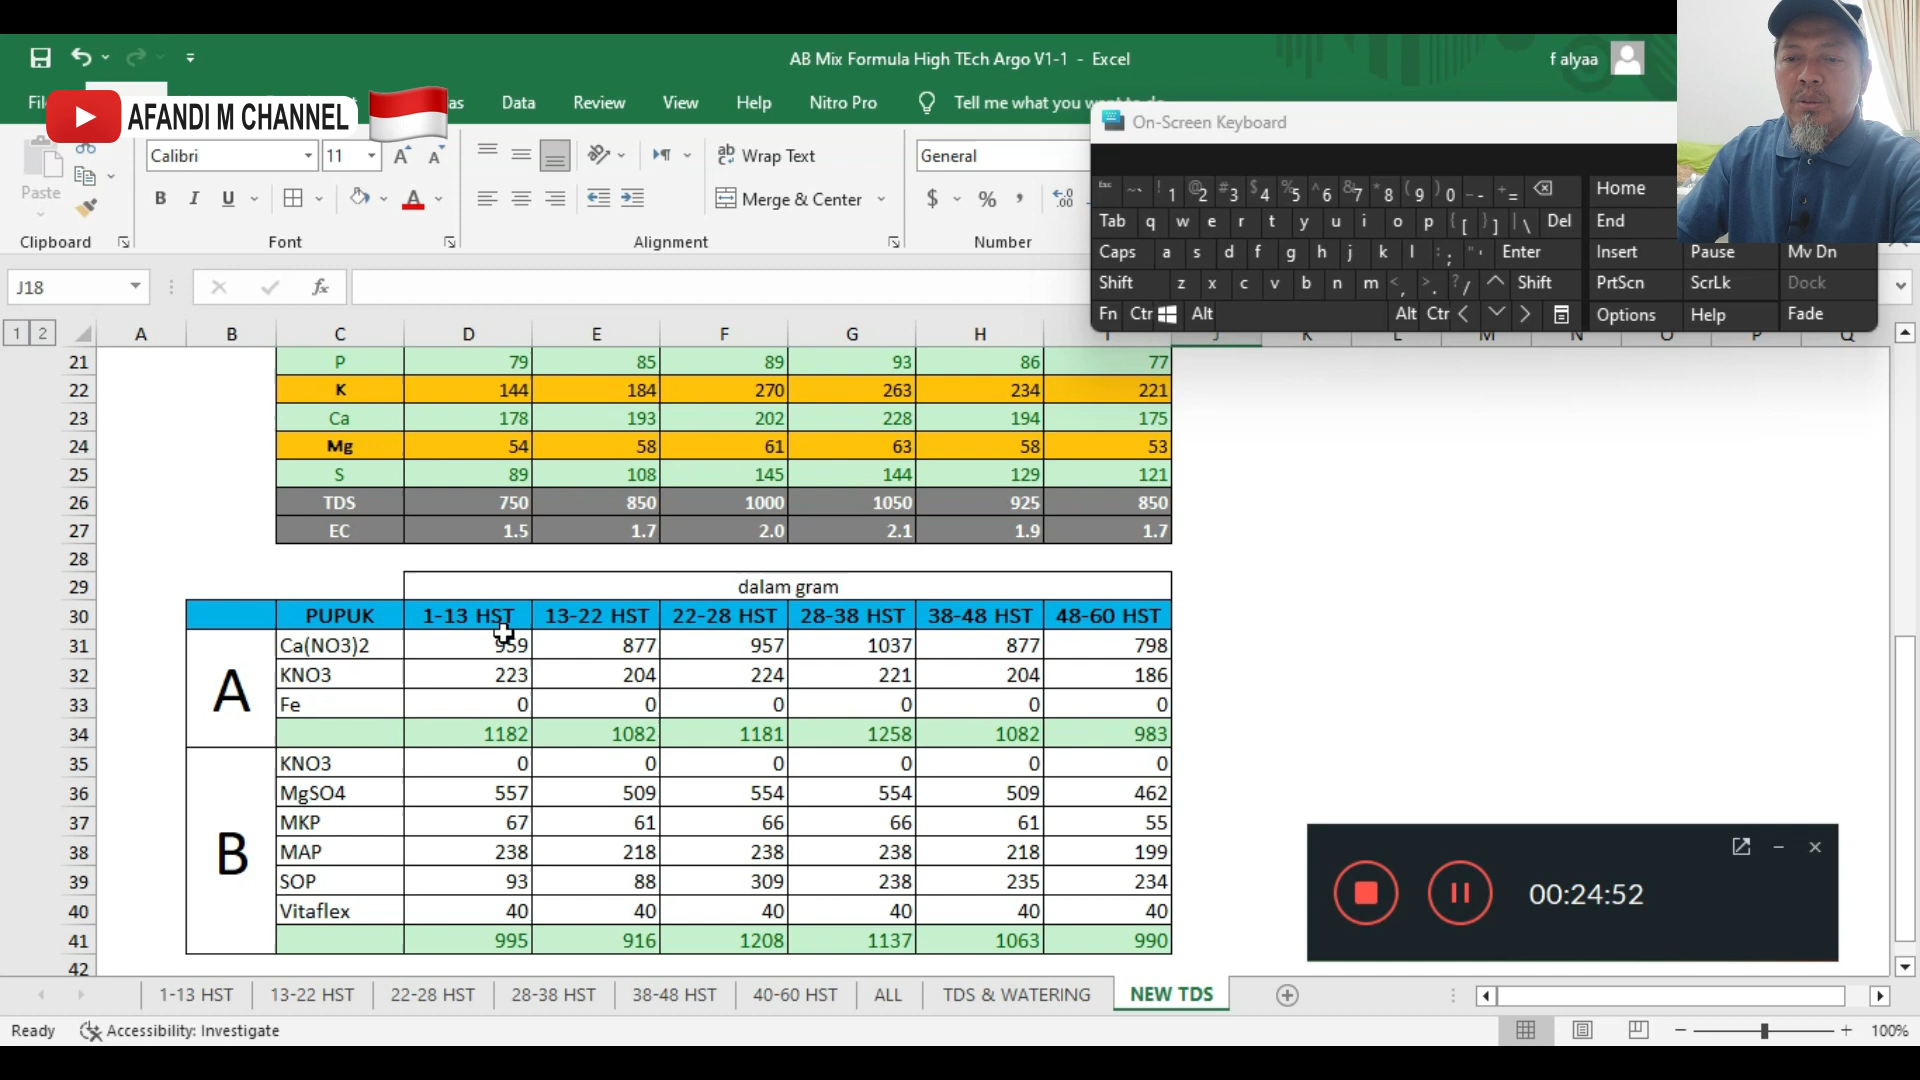 AB Mix Formula High TEch Argo V1-1 - Excel
f alyaa
AFANDI M CHANNEL
Data Review View Help Nitro Pro Tell me what you want to do
On-Screen Keyboard
Paste
Calibri 11
Wrap Text
General
B I U
Merge & Center
$ % ,
Clipboard Font Alignment Number
Esc 1 2 3 4 5 6 7 8 9 0 - = Home
Tab q w e r t y u i o p [ ] \ Del End
Caps a s d f g h j k l ; ' Enter Insert Pause Mv Dn
Shift z x c v b n m , . / Shift PrtScn ScrLk Dock
Fn Ctr Alt Alt Ctr Options Help Fade
J18 fx
1 2
A B C D E F G H I J K L M N O P Q
21 P 79 85 89 93 86 77
22 K 144 184 270 263 234 221
23 Ca 178 193 202 228 194 175
24 Mg 54 58 61 63 58 53
25 S 89 108 145 144 129 121
26 TDS 750 850 1000 1050 925 850
27 EC 1.5 1.7 2.0 2.1 1.9 1.7
28
29 dalam gram
30 PUPUK 1-13 HST 13-22 HST 22-28 HST 28-38 HST 38-48 HST 48-60 HST
31 Ca(NO3)2 959 877 957 1037 877 798
32 A KNO3 223 204 224 221 204 186
33 Fe 0 0 0 0 0 0
34 1182 1082 1181 1258 1082 983
35 KNO3 0 0 0 0 0 0
36 MgSO4 557 509 554 554 509 462
37 MKP 67 61 66 66 61 55
38 B MAP 238 218 238 238 218 199
39 SOP 93 88 309 238 235 234
40 Vitaflex 40 40 40 40 40 40
41 995 916 1208 1137 1063 990
42
00:24:52
1-13 HST 13-22 HST 22-28 HST 28-38 HST 38-48 HST 40-60 HST ALL TDS & WATERING NEW TDS
Ready Accessibility: Investigate 100%